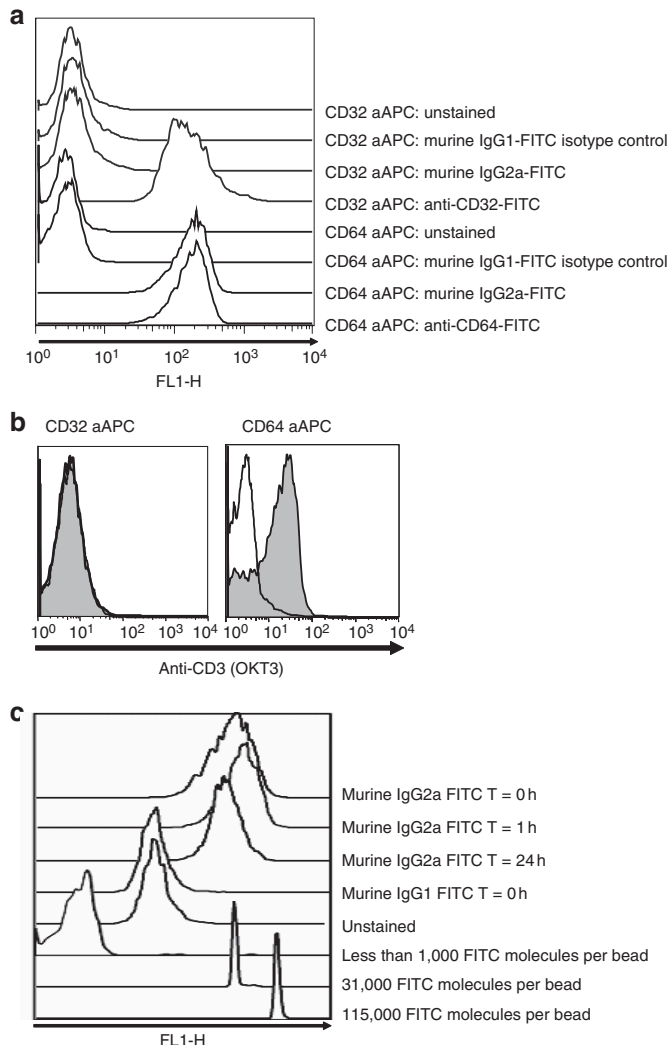 a
CD32 aAPC: unstained
CD32 aAPC: murine IgG1-FITC isotype control
CD32 aAPC: murine IgG2a-FITC
CD32 aAPC: anti-CD32-FITC
CD64 aAPC: unstained
CD64 aAPC: murine IgG1-FITC isotype control
CD64 aAPC: murine IgG2a-FITC
CD64 aAPC: anti-CD64-FITC
10⁰ 10¹ 10² 10³ 10⁴
FL1-H
b
CD32 aAPC CD64 aAPC
10⁰ 10¹ 10² 10³ 10⁴ 10⁰ 10¹ 10² 10³ 10⁴
Anti-CD3 (OKT3)
c
Murine IgG2a FITC T = 0 h
Murine IgG2a FITC T = 1 h
Murine IgG2a FITC T = 24 h
Murine IgG1 FITC T = 0 h
Unstained
Less than 1,000 FITC molecules per bead
31,000 FITC molecules per bead
115,000 FITC molecules per bead
FL1-H